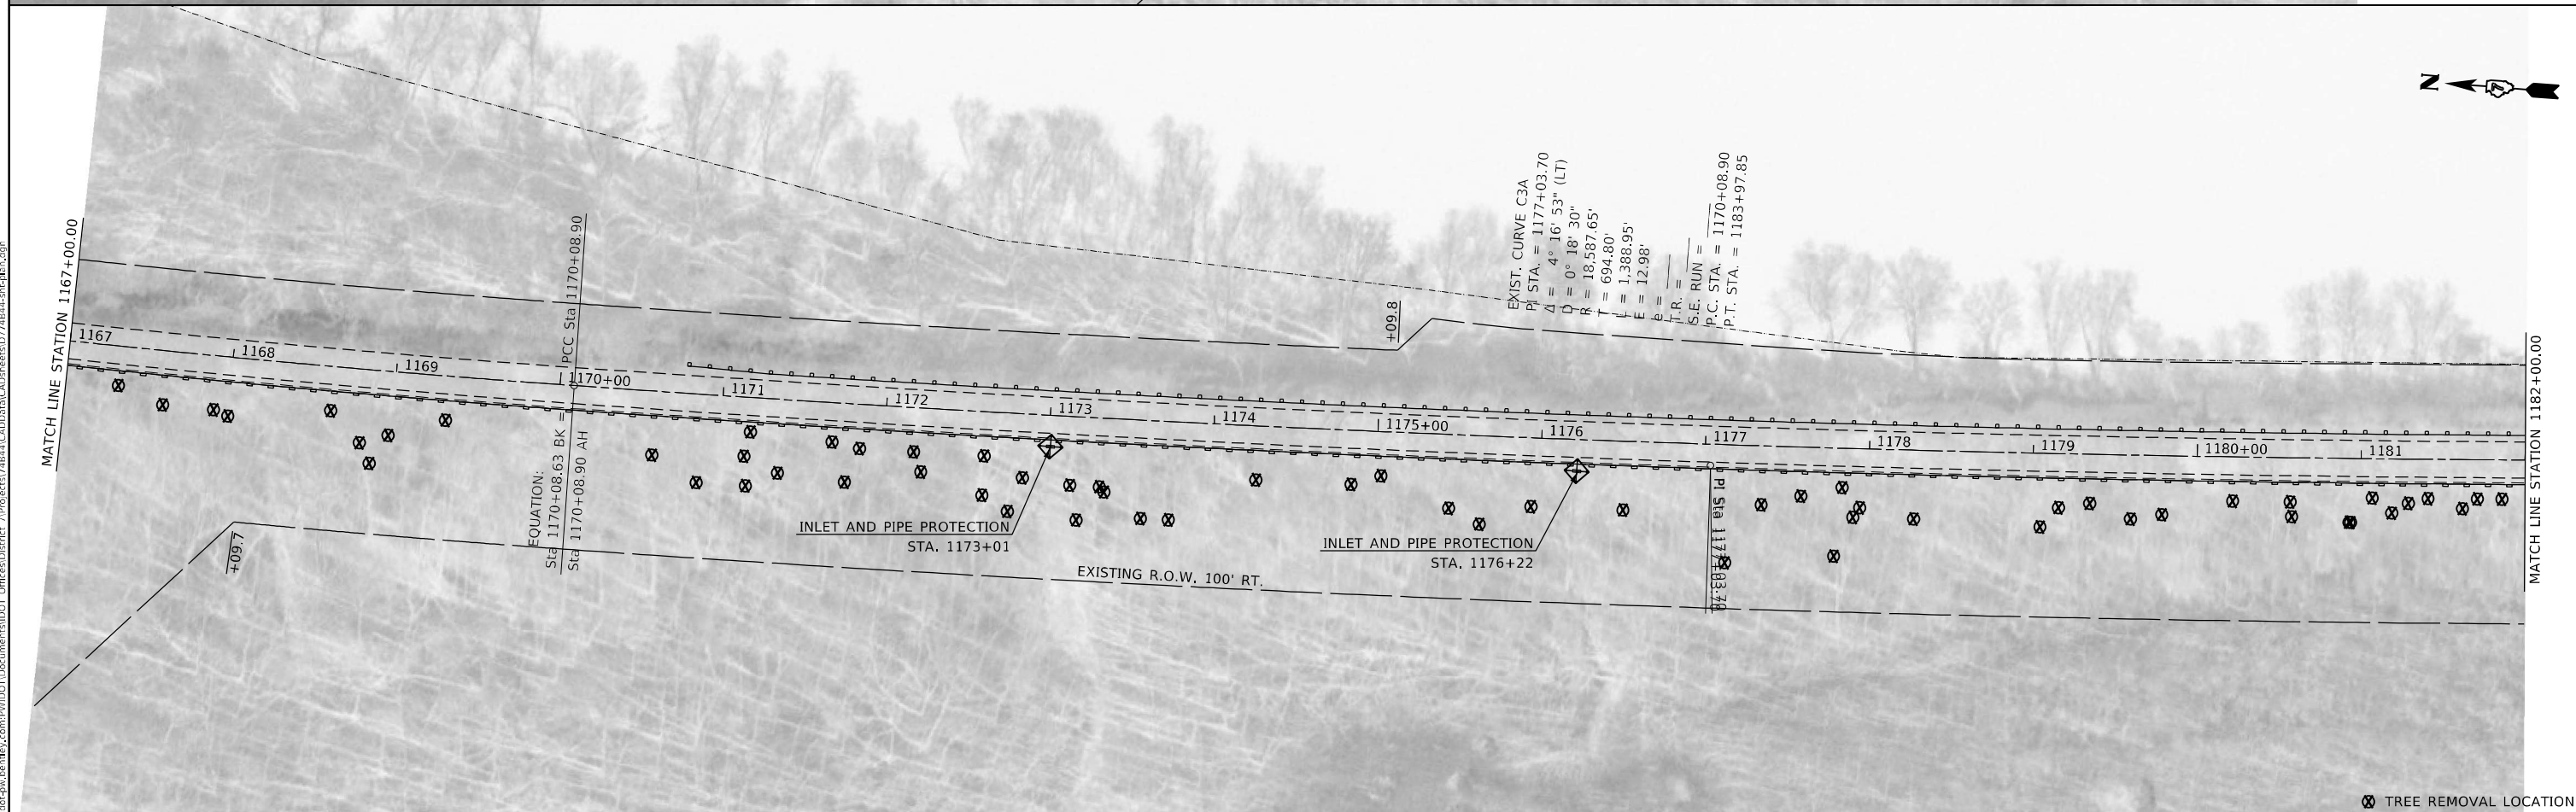 N
MATCH LINE STATION 1167+00.00
1167
1168
1169
1170+00
1171
1172
1173
1174
1175+00
1176
1177
1178
1179
1180+00
1181
MATCH LINE STATION 1182+00.00
PCC Sta 1170+08.90
EQUATION:
Sta 1170+08.63 BK =
Sta 1170+08.90 AH
+09.7
+09.8
EXIST. CURVE C3A
PI STA. = 1177+03.70
Δ = 4° 16' 53" (LT)
D = 0° 18' 30"
R = 18,587.65'
T = 694.80'
L = 1,388.95'
E = 12.98'
e =
T.R. =
S.E. RUN =
P.C. STA. = 1170+08.90
P.T. STA. = 1183+97.85
INLET AND PIPE PROTECTION
STA. 1173+01
INLET AND PIPE PROTECTION
STA. 1176+22
EXISTING R.O.W. 100' RT.
PI Sta 1177+03.70
TREE REMOVAL LOCATION